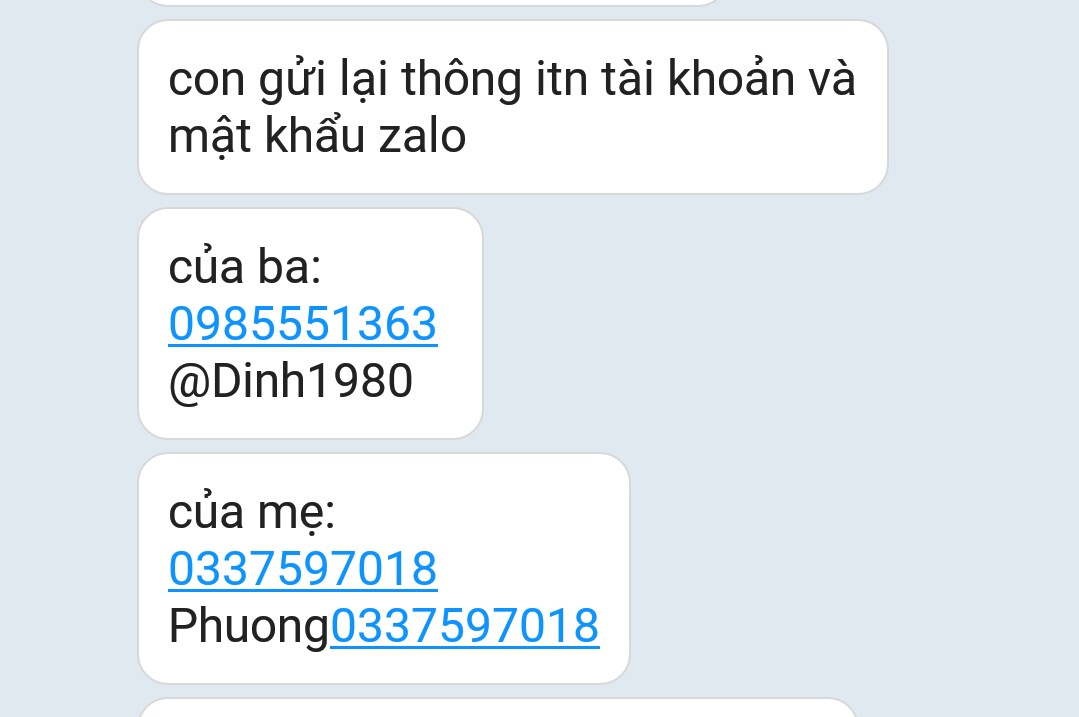 con gửi lại thông itn tài khoản và
mật khẩu zalo
của ba:
0985551363
@Dinh1980
của mẹ:
0337597018
Phuong0337597018